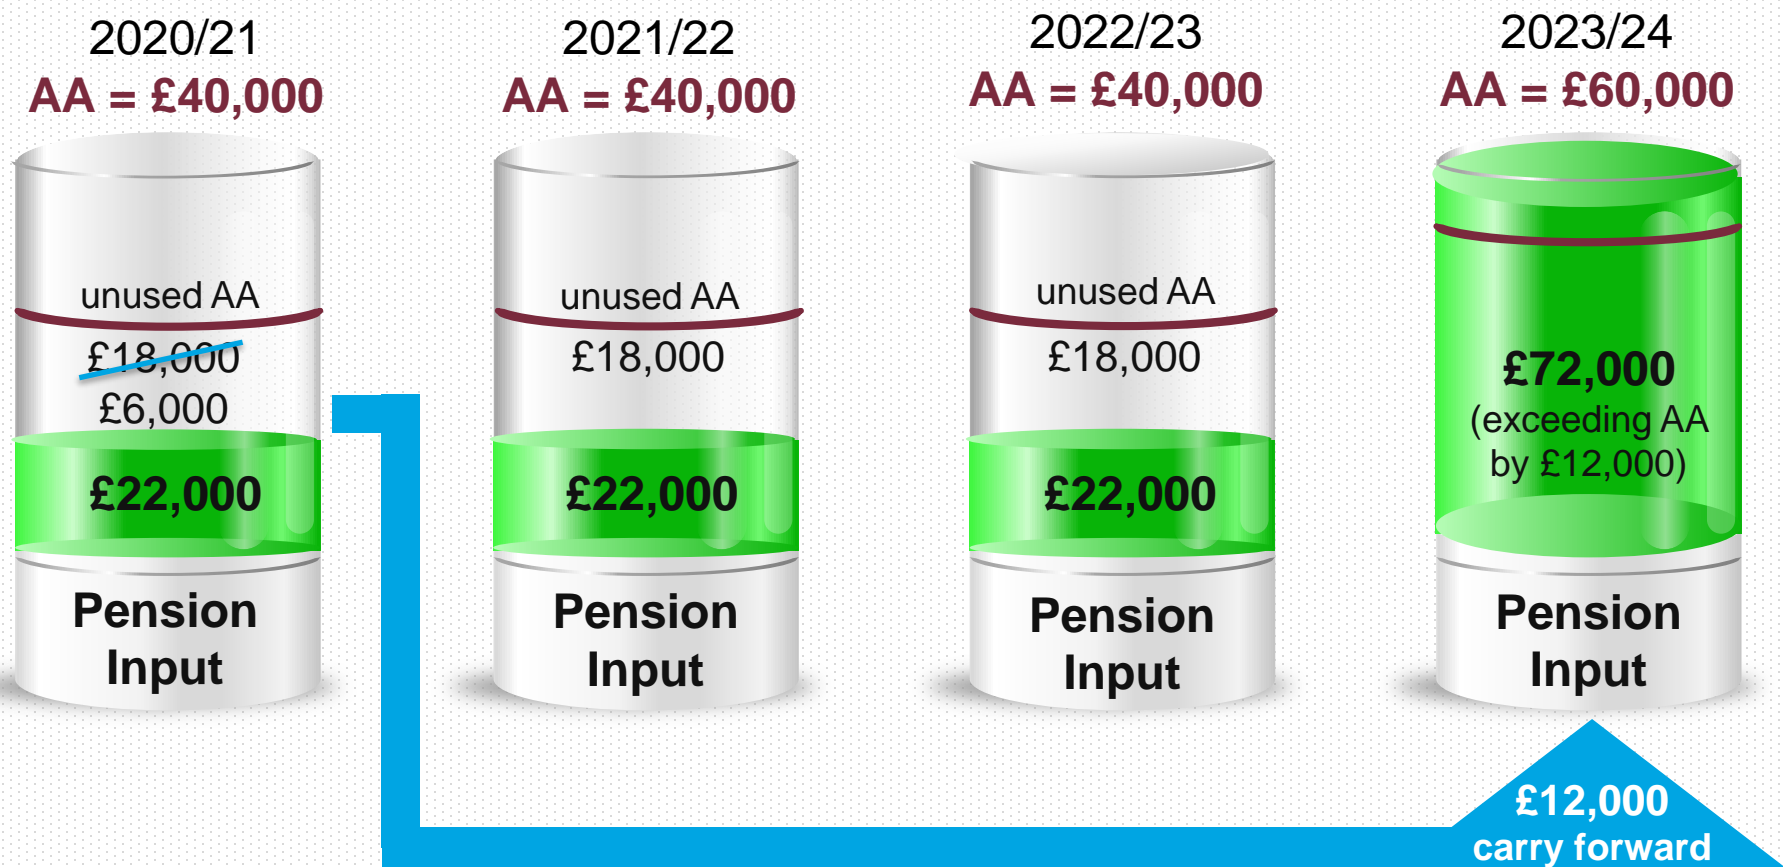 2020/21
AA = £40,000
unused AA
£18,000
£6,000
£22,000
Pension
Input
2021/22
AA = £40,000
unused AA
£18,000
£22,000
Pension
Input
2022/23
AA = £40,000
unused AA
£18,000
£22,000
Pension
Input
2023/24
AA = £60,000
£72,000
(exceeding AA
by £12,000)
Pension
Input
£12,000
carry forward